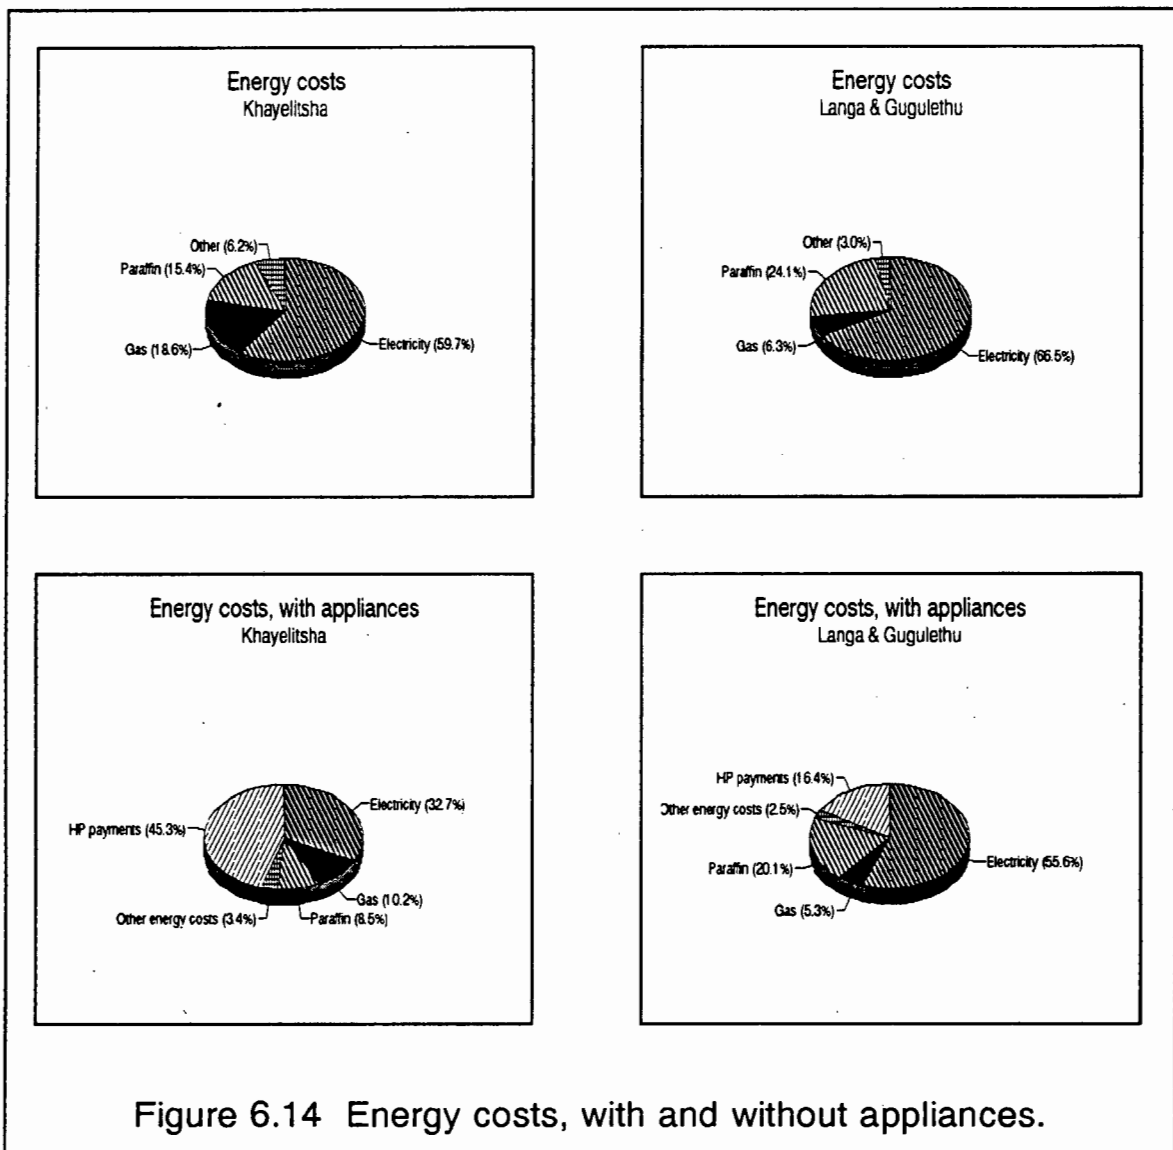 Energy costs
Khayelitsha
Other (6.2%)
Paraffin (15.4%)
Gas (18.6%)
Electricity (59.7%)
Energy costs
Langa & Gugulethu
Other (3.0%)
Paraffin (24.1%)
Gas (6.3%)
Electricity (66.5%)
Energy costs, with appliances
Khayelitsha
Electricity (32.7%)
HP payments (45.3%)
Gas (10.2%)
Other energy costs (3.4%)
Paraffin (8.5%)
Energy costs, with appliances
Langa & Gugulethu
HP payments (16.4%)
Other energy costs (2.5%)
Paraffin (20.1%)
Electricity (55.6%)
Gas (5.3%)
Figure 6.14 Energy costs, with and without appliances.